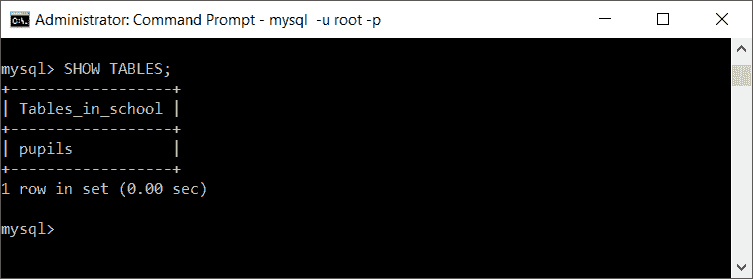 Administrator: Command Prompt - mysql  -u root -p
mysql> SHOW TABLES;
+------------------+
| Tables_in_school |
+------------------+
| pupils           |
+------------------+
1 row in set (0.00 sec)
mysql>